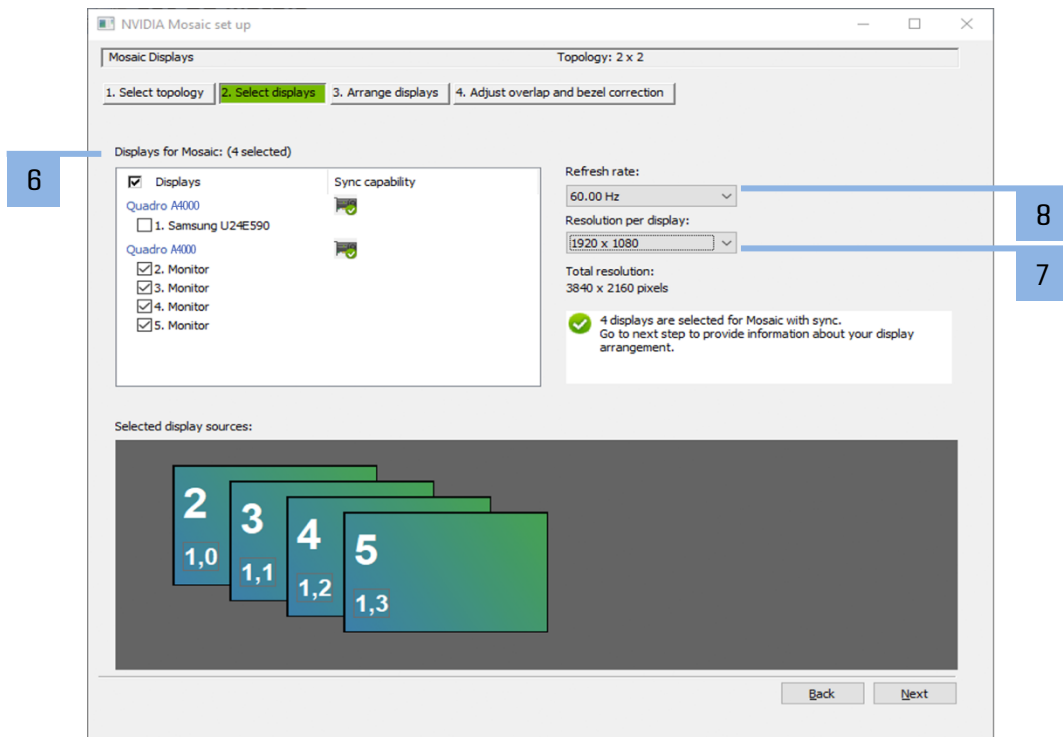 NVIDIA Mosaic set up
Mosaic Displays Topology: 2 x 2
1. Select topology 2. Select displays 3. Arrange displays 4. Adjust overlap and bezel correction
6
Displays for Mosaic: (4 selected)
Displays Sync capability
Quadro A4000
1. Samsung U24E590
Quadro A4000
2. Monitor
3. Monitor
4. Monitor
5. Monitor
Refresh rate:
60.00 Hz
8
Resolution per display:
1920 x 1080
7
Total resolution:
3840 x 2160 pixels
4 displays are selected for Mosaic with sync.
Go to next step to provide information about your display
arrangement.
Selected display sources:
2
1,0
3
1,1
4
1,2
5
1,3
Back Next